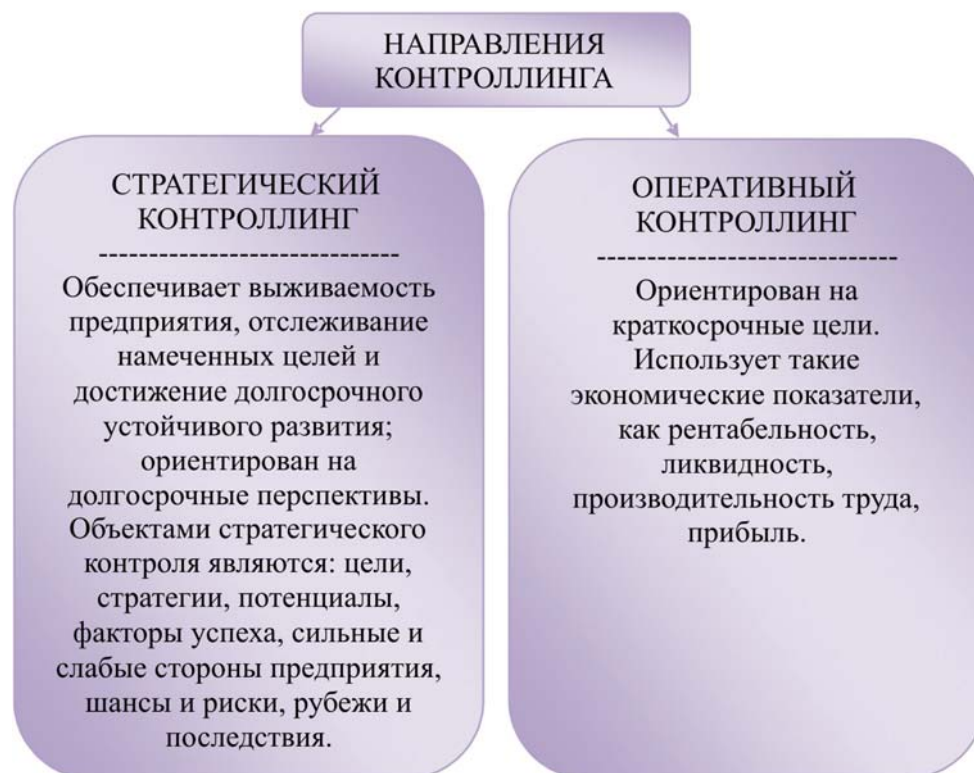 НАПРАВЛЕНИЯ
КОНТРОЛЛИНГА
СТРАТЕГИЧЕСКИЙ
КОНТРОЛЛИНГ
------------------------------
Обеспечивает выживаемость
предприятия, отслеживание
намеченных целей и
достижение долгосрочного
устойчивого развития;
ориентирован на
долгосрочные перспективы.
Объектами стратегического
контроля являются: цели,
стратегии, потенциалы,
факторы успеха, сильные и
слабые стороны предприятия,
шансы и риски, рубежи и
последствия.
ОПЕРАТИВНЫЙ
КОНТРОЛЛИНГ
------------------------------
Ориентирован на
краткосрочные цели.
Использует такие
экономические показатели,
как рентабельность,
ликвидность,
производительность труда,
прибыль.